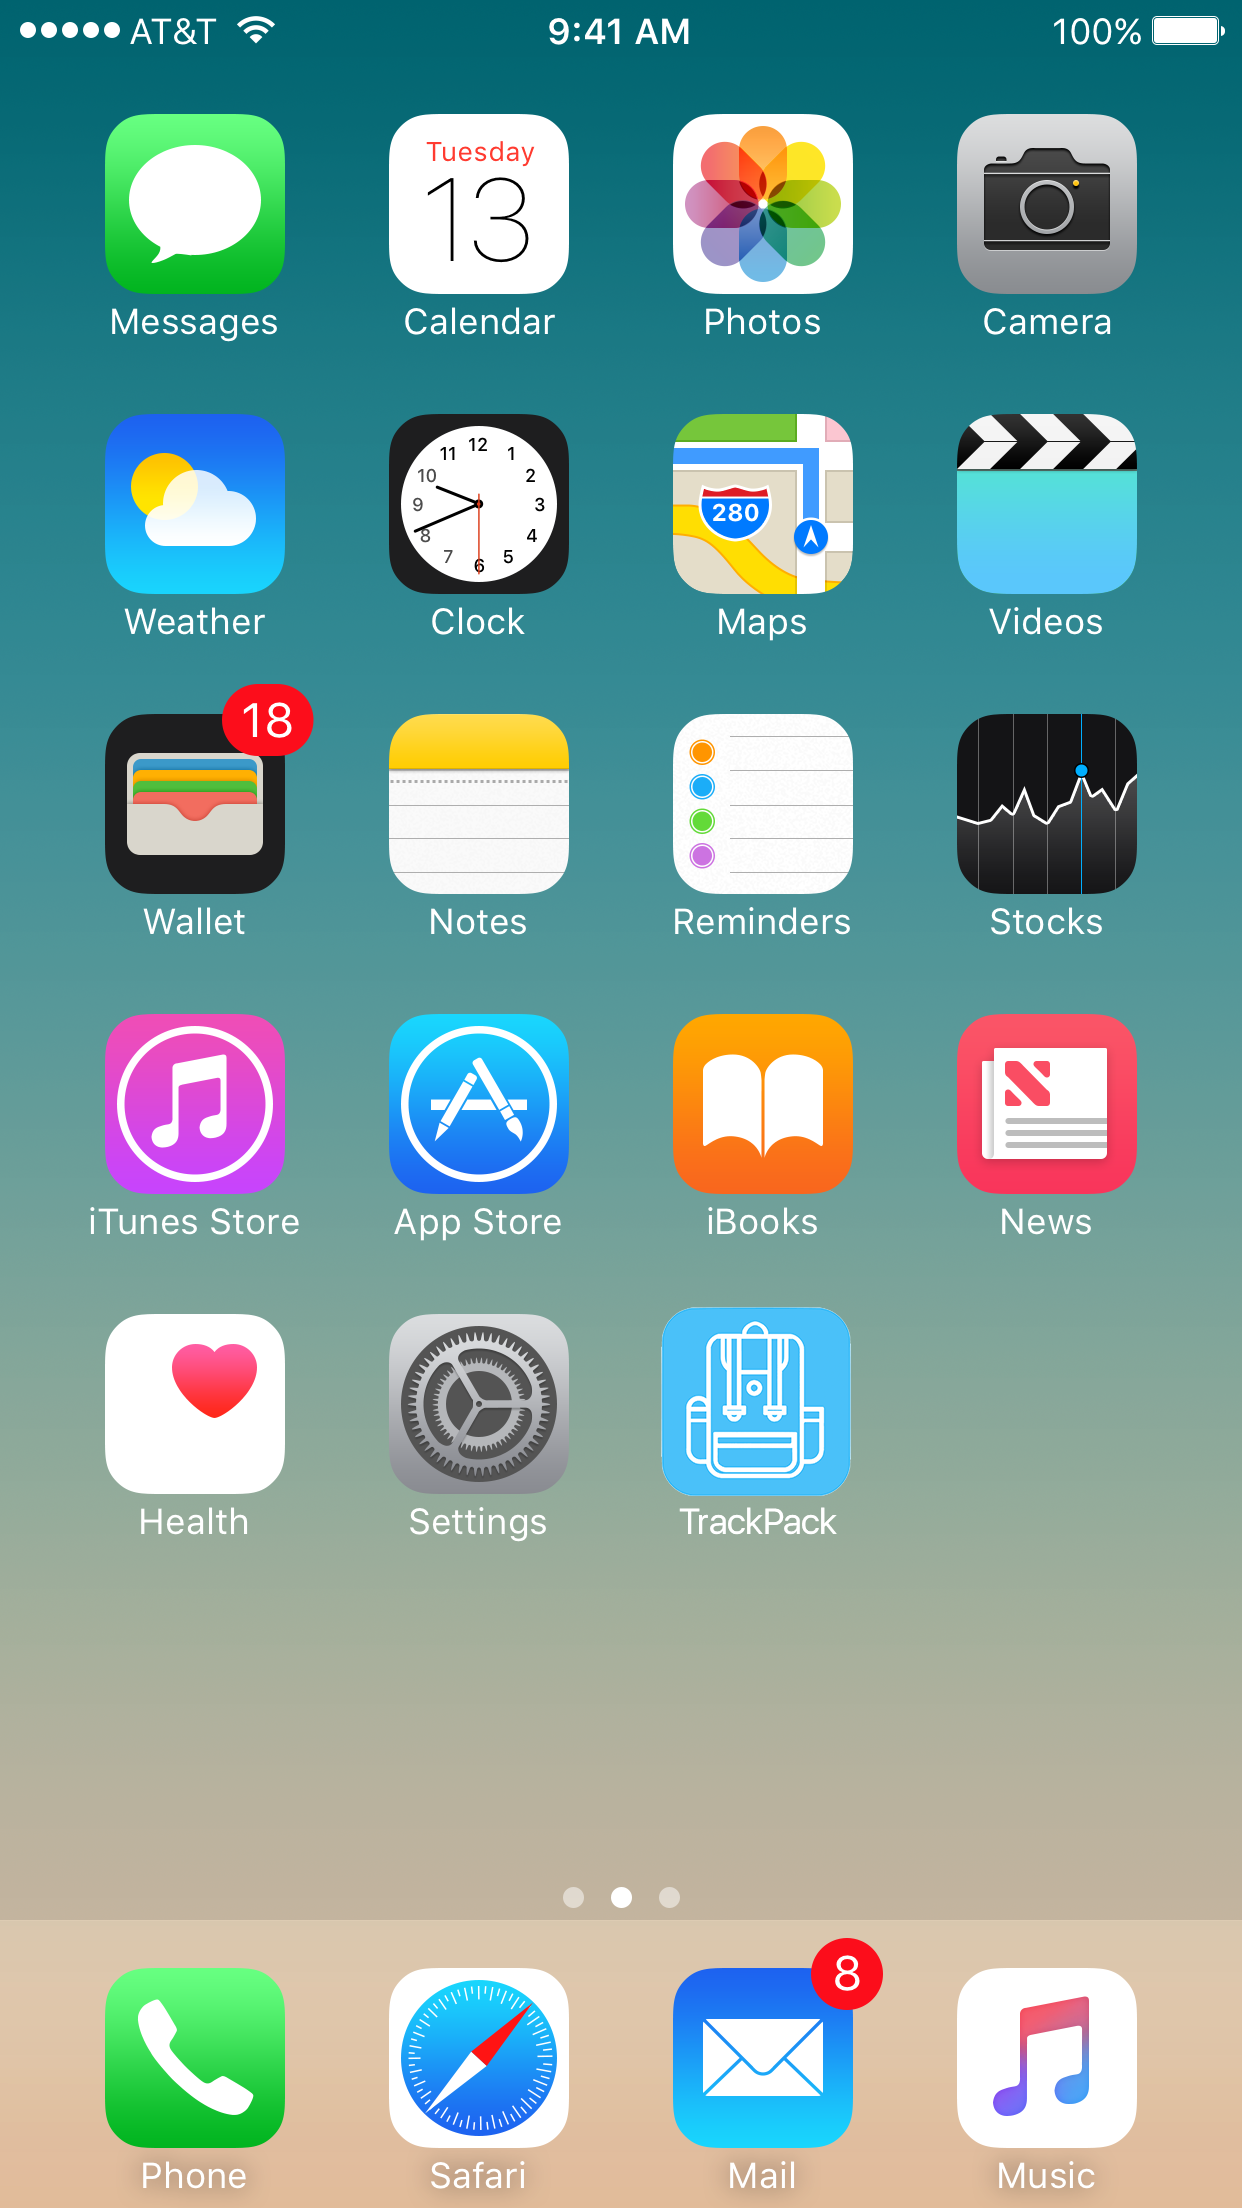 AT&T 9:41 AM 100%
Tuesday
13
Messages Calendar Photos Camera
12
11 1
10 2
9 3
8 4
7 5
6
280
Weather Clock Maps Videos
18
Wallet Notes Reminders Stocks
iTunes Store App Store iBooks News
Health Settings TrackPack
8
Phone Safari Mail Music